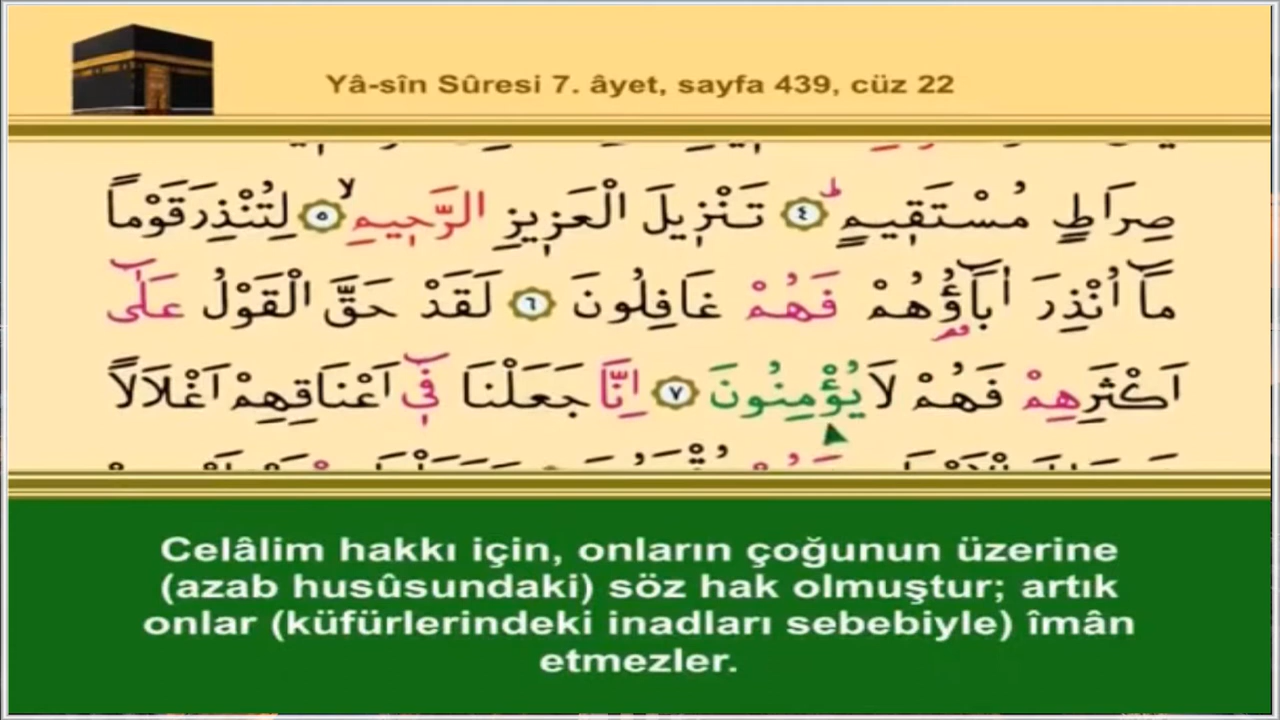 Yâ-sîn Sûresi 7. âyet, sayfa 439, cüz 22
صِرَاطٍ مُسْتَقٖيمٍۜ ﴿٤﴾ تَنْزٖيلَ الْعَزٖيزِ الرَّحٖيمِۙ ﴿٥﴾ لِتُنْذِرَ قَوْمًا
مَٓا اُنْذِرَ اٰبَٓاؤُ۬هُمْ فَهُمْ غَافِلُونَ ﴿٦﴾ لَقَدْ حَقَّ الْقَوْلُ عَلٰٓى
اَكْثَرِهِمْ فَهُمْ لَا يُؤْمِنُونَ ﴿٧﴾ اِنَّا جَعَلْنَا فٖٓي اَعْنَاقِهِمْ اَغْلَالًا
Celâlim hakkı için, onların çoğunun üzerine
(azab husûsundaki) söz hak olmuştur; artık
onlar (küfürlerindeki inadları sebebiyle) îmân
etmezler.